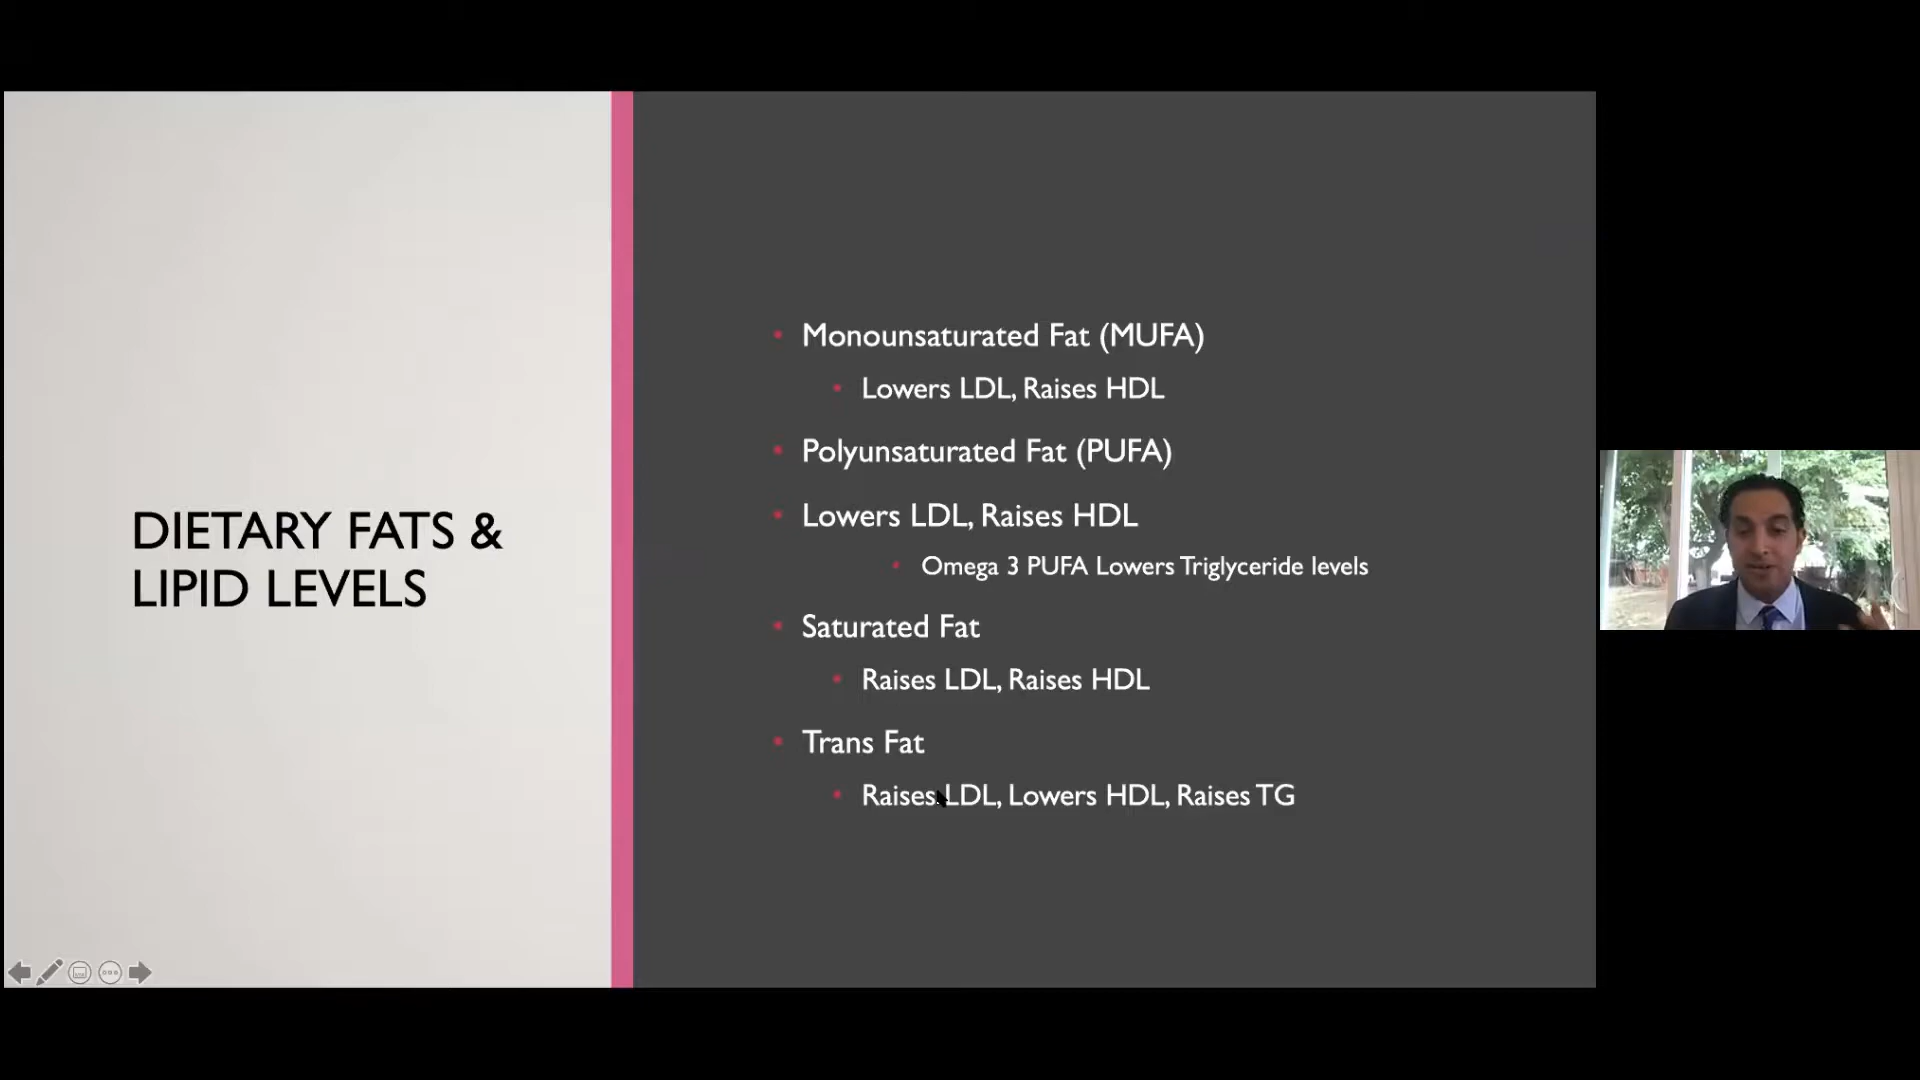 DIETARY FATS &
LIPID LEVELS
• Monounsaturated Fat (MUFA)
• Lowers LDL, Raises HDL
• Polyunsaturated Fat (PUFA)
• Lowers LDL, Raises HDL
• Omega 3 PUFA Lowers Triglyceride levels
• Saturated Fat
• Raises LDL, Raises HDL
• Trans Fat
• Raises LDL, Lowers HDL, Raises TG